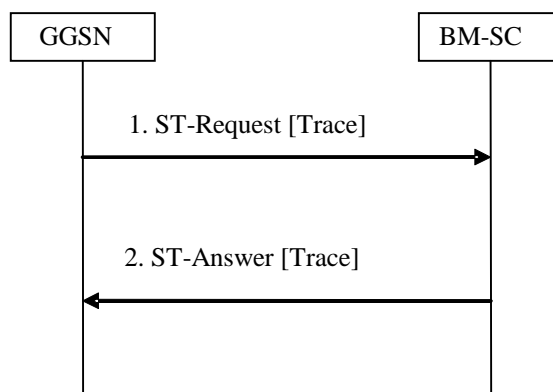 GGSN
BM-SC
1. ST-Request [Trace]
2. ST-Answer [Trace]